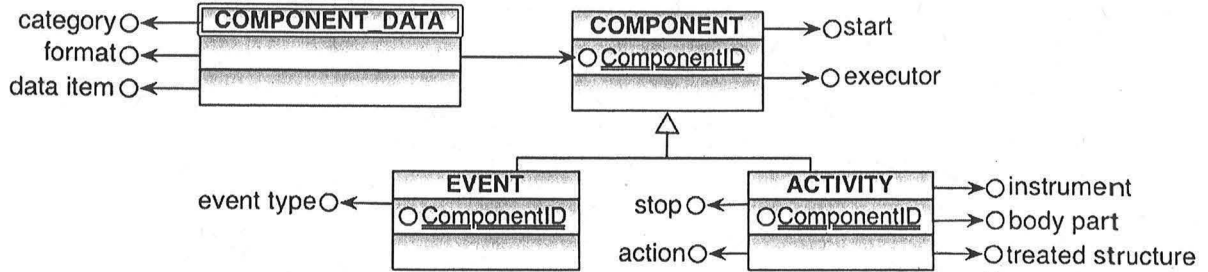 category
COMPONENT_DATA
COMPONENT
start
format
ComponentID
data item
executor
EVENT
ACTIVITY
instrument
event type
ComponentID
stop
ComponentID
body part
action
treated structure